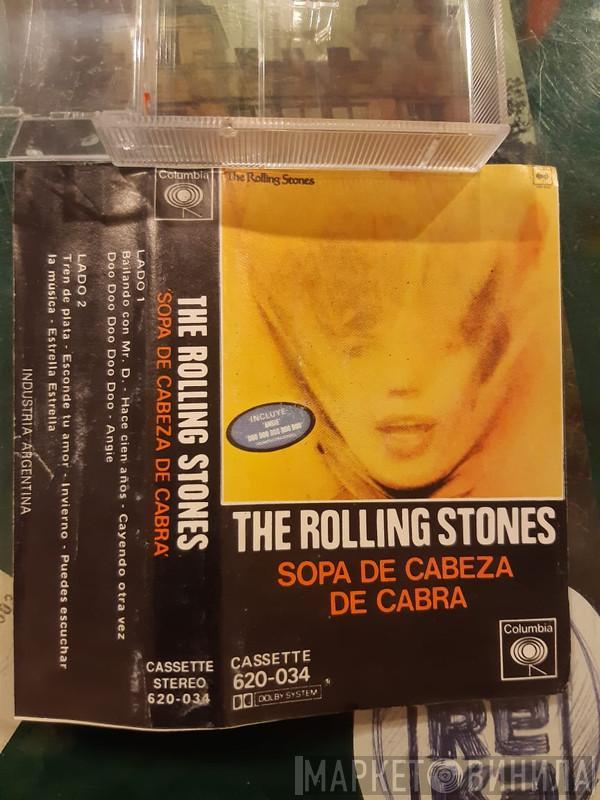 Columbia
The Rolling Stones
INCLUYE:
"ANGIE"
"DOO DOO DOO DOO DOO"
THE ROLLING STONES
SOPA DE CABEZA
DE CABRA
Columbia
CASSETTE
620-034
DOLBY SYSTEM
THE ROLLING STONES
'SOPA DE CABEZA DE CABRA'
CASSETTE
STEREO
620-034
LADO 1
Bailando con Mr. D. - Hace cien años - Cayendo otra vez
Doo Doo Doo Doo Doo - Angie
LADO 2
Tren de plata - Esconde tu amor - Invierno - Puedes escuchar
la musica - Estrella Estrella
INDUSTRIA ARGENTINA
RE
МАРКЕТ ВИНИЛА